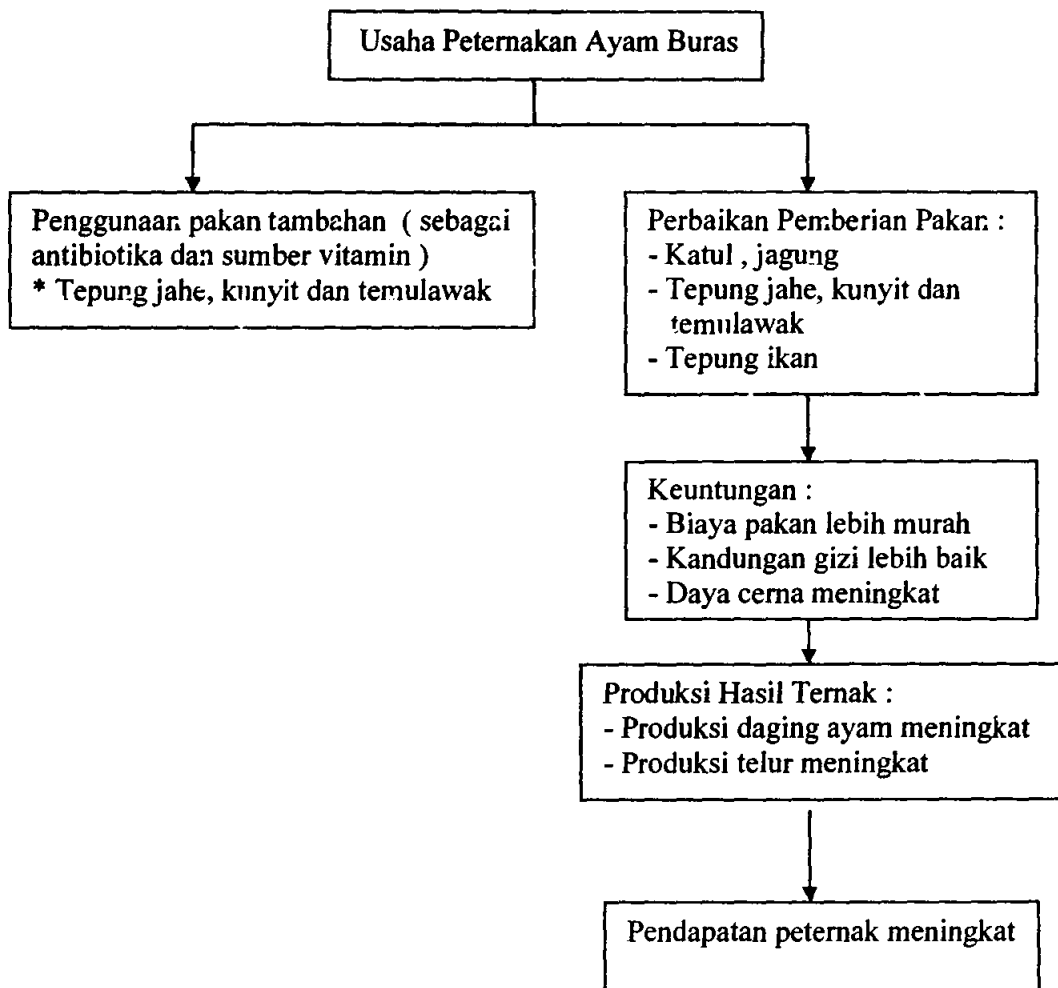 Usaha Peternakan Ayam Buras
Penggunaan pakan tambahan ( sebagai
antibiotika dan sumber vitamin )
* Tepung jahe, kunyit dan temulawak
Perbaikan Pemberian Pakan :
- Katul , jagung
- Tepung jahe, kunyit dan
temulawak
- Tepung ikan
Keuntungan :
- Biaya pakan lebih murah
- Kandungan gizi lebih baik
- Daya cerna meningkat
Produksi Hasil Ternak :
- Produksi daging ayam meningkat
- Produksi telur meningkat
Pendapatan peternak meningkat